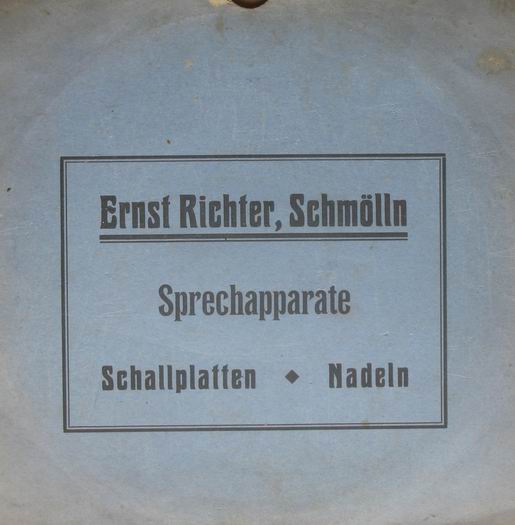 Ernst Richter, Schmölln
Sprechapparate
Schallplatten ◆ Nadeln